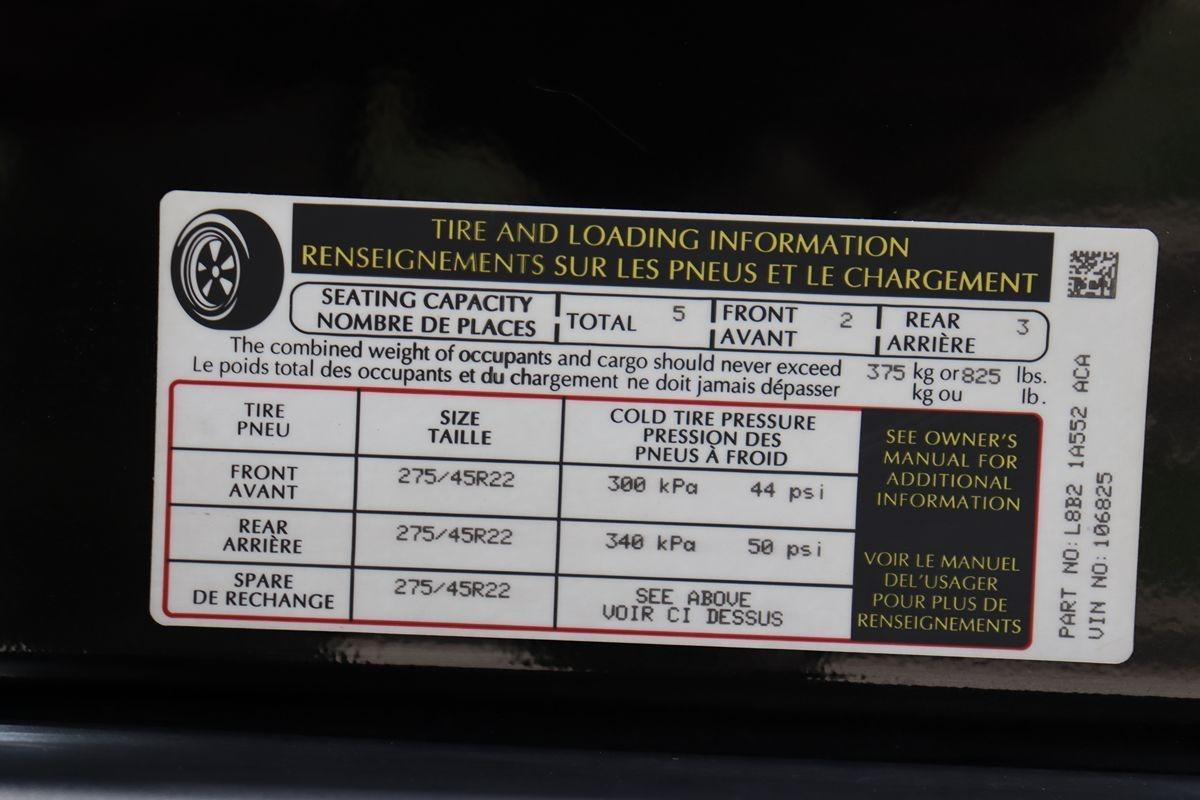 TIRE AND LOADING INFORMATION
RENSEIGNEMENTS SUR LES PNEUS ET LE CHARGEMENT
SEATING CAPACITY
NOMBRE DE PLACES
TOTAL 5
FRONT 2
AVANT
REAR 3
ARRIÈRE
The combined weight of occupants and cargo should never exceed 375 kg or 825 lbs.
Le poids total des occupants et du chargement ne doit jamais dépasser kg ou lb.
TIRE
PNEU
SIZE
TAILLE
COLD TIRE PRESSURE
PRESSION DES
PNEUS À FROID
FRONT
AVANT
275/45R22
300 kPa 44 psi
REAR
ARRIÈRE
275/45R22
340 kPa 50 psi
SPARE
DE RECHANGE
275/45R22
SEE ABOVE
VOIR CI DESSUS
SEE OWNER'S
MANUAL FOR
ADDITIONAL
INFORMATION
VOIR LE MANUEL
DEL'USAGER
POUR PLUS DE
RENSEIGNEMENTS
PART NO: L8B2 1A552 ACA
VIN NO: 106825